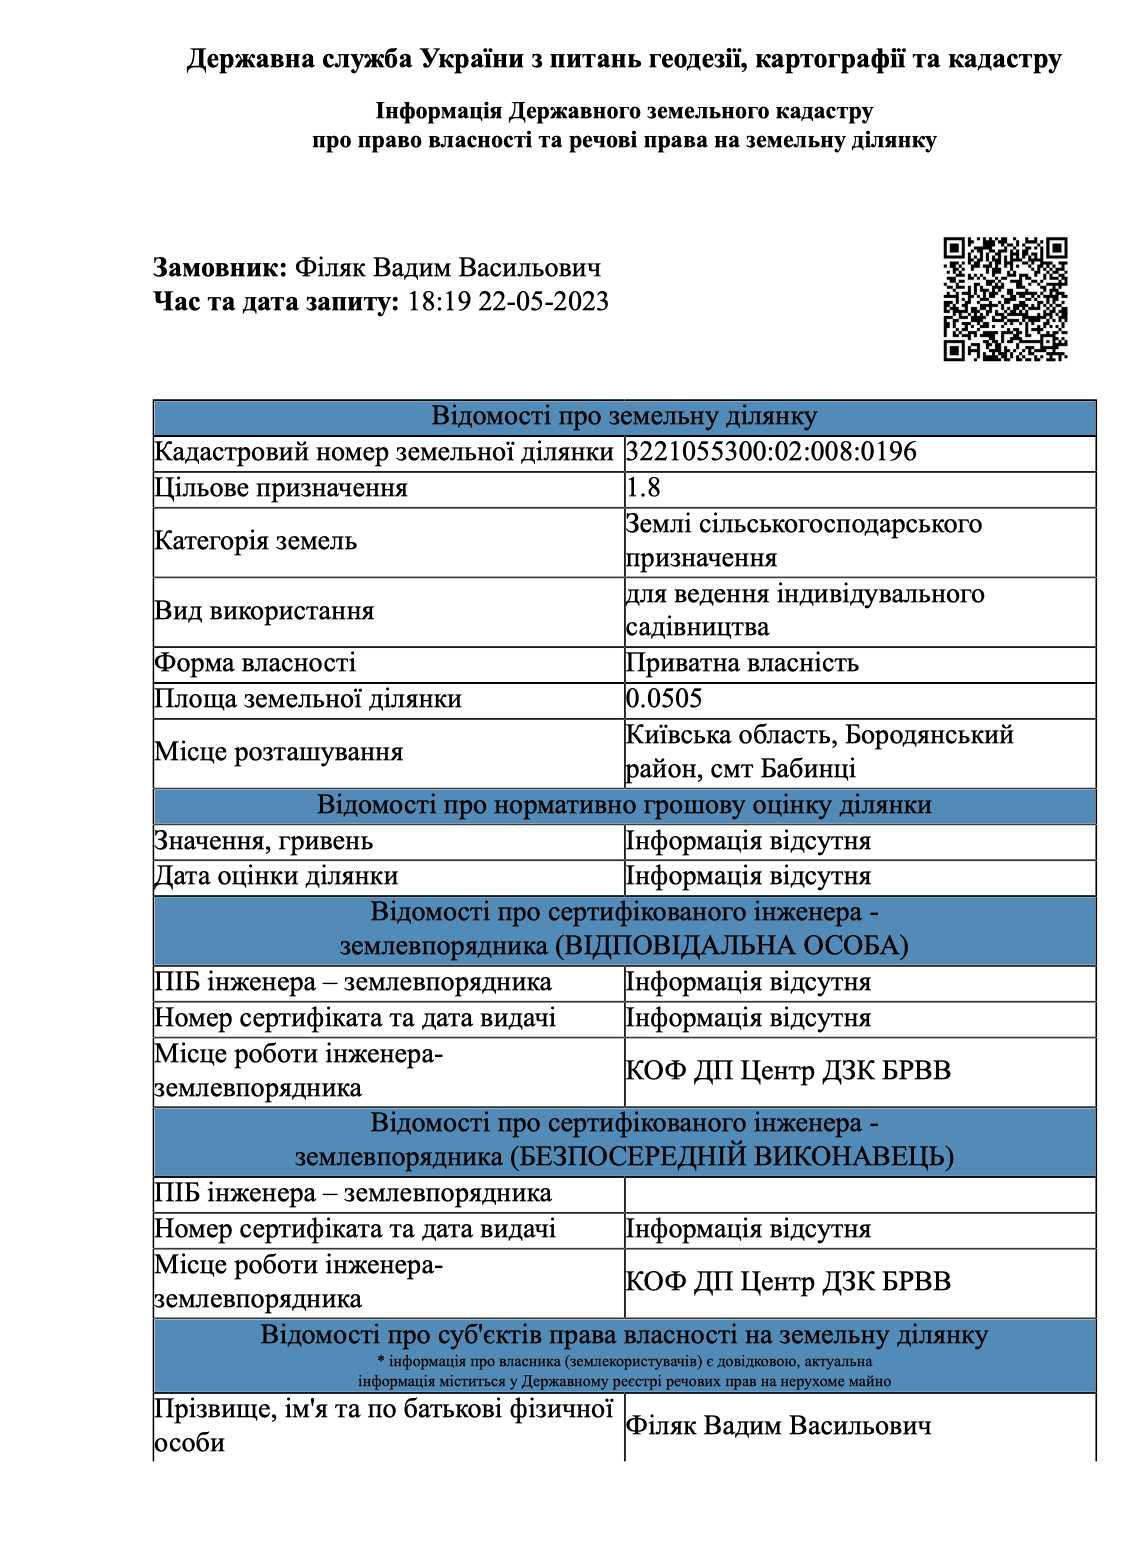 Державна служба України з питань геодезії, картографії та кадастру
Інформація Державного земельного кадастру
про право власності та речові права на земельну ділянку
Замовник: Філяк Вадим Васильович
Час та дата запиту: 18:19 22-05-2023
Відомості про земельну ділянку
Кадастровий номер земельної ділянки 3221055300:02:008:0196
Цільове призначення 1.8
Категорія земель Землі сільськогосподарського
призначення
Вид використання для ведення індивідувального
садівництва
Форма власності Приватна власність
Площа земельної ділянки 0.0505
Місце розташування Київська область, Бородянський
район, смт Бабинці
Відомості про нормативно грошову оцінку ділянки
Значення, гривень Інформація відсутня
Дата оцінки ділянки Інформація відсутня
Відомості про сертифікованого інженера -
землевпорядника (ВІДПОВІДАЛЬНА ОСОБА)
ПІБ інженера – землевпорядника Інформація відсутня
Номер сертифіката та дата видачі Інформація відсутня
Місце роботи інженера-
землевпорядника КОФ ДП Центр ДЗК БРВВ
Відомості про сертифікованого інженера -
землевпорядника (БЕЗПОСЕРЕДНІЙ ВИКОНАВЕЦЬ)
ПІБ інженера – землевпорядника
Номер сертифіката та дата видачі Інформація відсутня
Місце роботи інженера-
землевпорядника КОФ ДП Центр ДЗК БРВВ
Відомості про суб'єктів права власності на земельну ділянку
* інформація про власника (землекористувачів) є довідковою, актуальна
інформація міститься у Державному реєстрі речових прав на нерухоме майно
Прізвище, ім'я та по батькові фізичної
особи Філяк Вадим Васильович